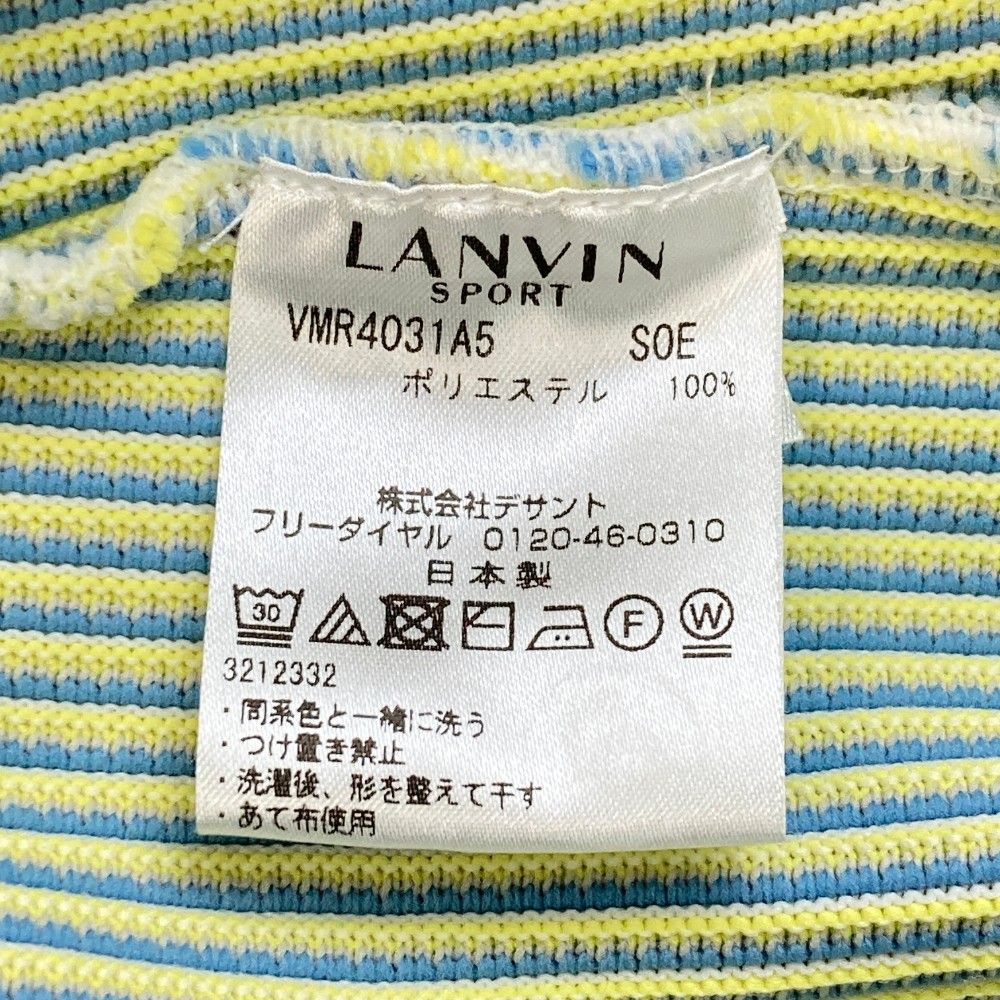 LANVIN
SPORT
VMR4031A5 SOE
ポリエステル 100%
株式会社デサント
フリーダイヤル 0120-46-0310
日本製
30 F W
3212332
・同系色と一緒に洗う
・つけ置き禁止
・洗濯後、形を整えて干す
・あて布使用